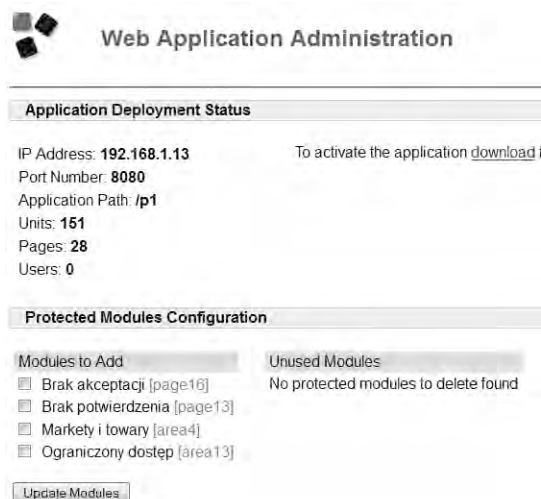 Web Application Administration
Application Deployment Status
IP Address: 192.168.1.13
To activate the application download
Port Number: 8080
Application Path: /p1
Units: 151
Pages: 28
Users: 0
Protected Modules Configuration
Modules to Add
Unused Modules
Brak akceptacji [page16]
No protected modules to delete found
Brak potwierdzenia [page13]
Markety i towary [area4]
Ograniczony dostęp [area13]
Update Modules